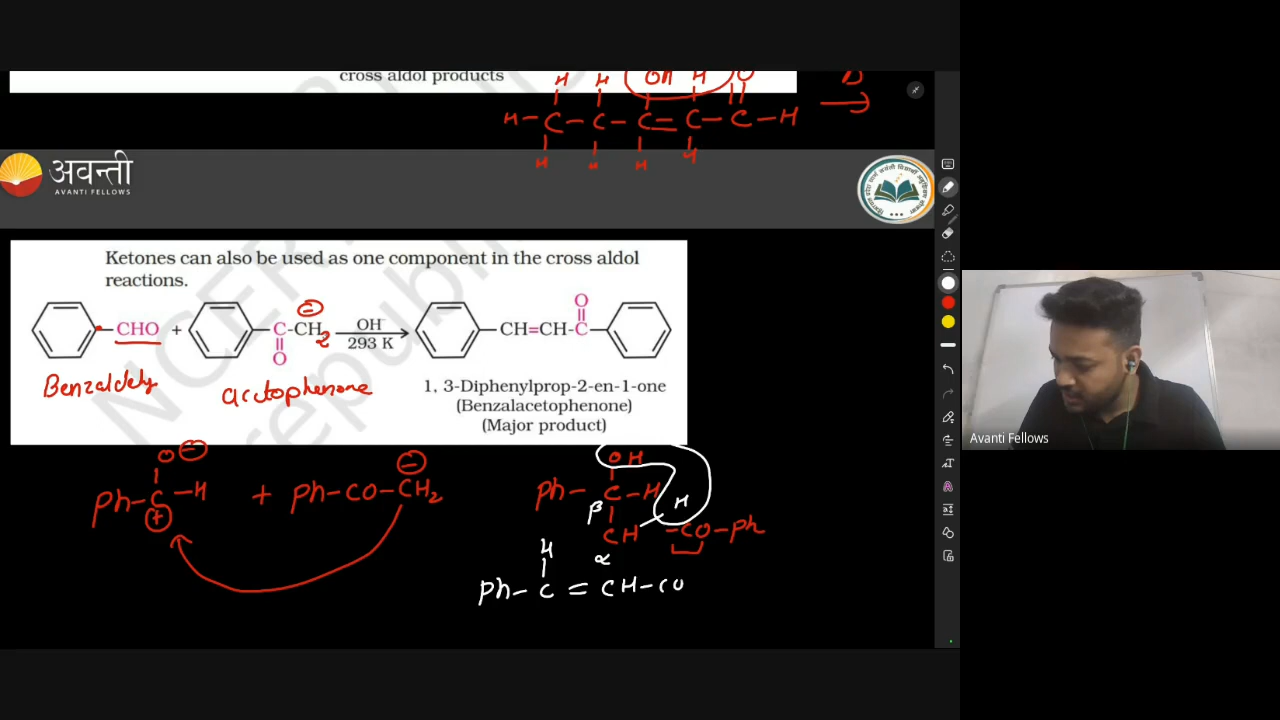 cross aldol products
H H OH H O
H-C-C-C=C-C-H
H H H H
अवन्ती
AVANTI FELLOWS
Ketones can also be used as one component in the cross aldol
reactions.
CHO + C-CH2 OH⁻ CH=CH-C
O
293 K
O
Benzaldehy
acetophenone
1, 3-Diphenylprop-2-en-1-one
(Benzalacetophenone)
(Major product)
O⁻
Ph-C-H + Ph-CO-CH2
OH
Ph-C-H H
β
CH -CO-Ph
α
H
Ph-C=CH-CO
Avanti Fellows